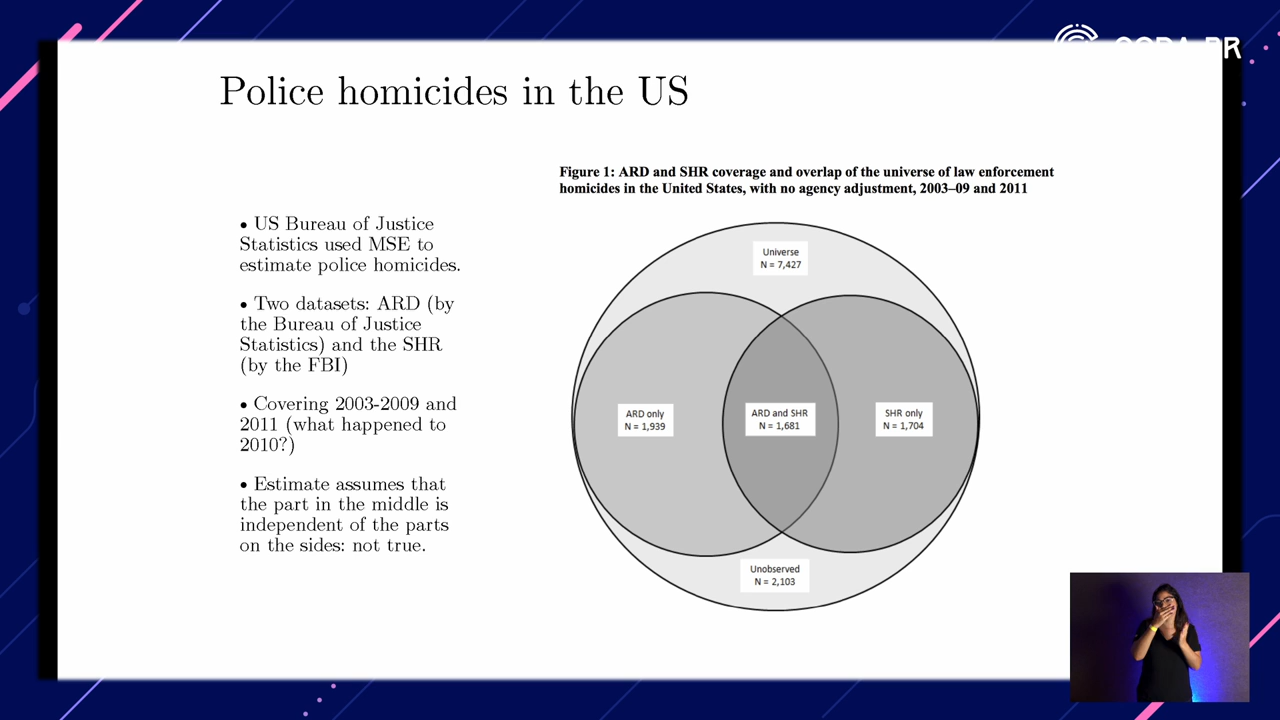 Police homicides in the US
Figure 1: ARD and SHR coverage and overlap of the universe of law enforcement
homicides in the United States, with no agency adjustment, 2003–09 and 2011
• US Bureau of Justice
Statistics used MSE to
estimate police homicides.
• Two datasets: ARD (by
the Bureau of Justice
Statistics) and the SHR
(by the FBI)
• Covering 2003-2009 and
2011 (what happened to
2010?)
• Estimate assumes that
the part in the middle is
independent of the parts
on the sides: not true.
Universe
N = 7,427
ARD only
N = 1,939
ARD and SHR
N = 1,681
SHR only
N = 1,704
Unobserved
N = 2,103